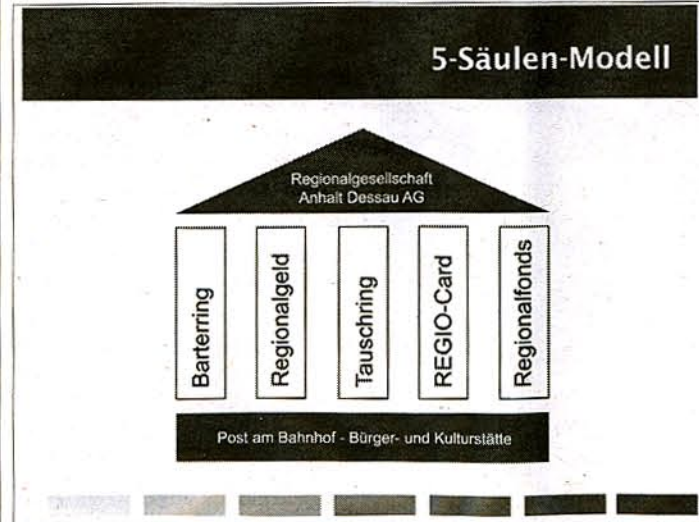 5-Säulen-Modell
Regionalgesellschaft
Anhalt Dessau AG
Barterring
Regionalgeld
Tauschring
REGIO-Card
Regionalfonds
Post am Bahnhof - Bürger- und Kulturstätte